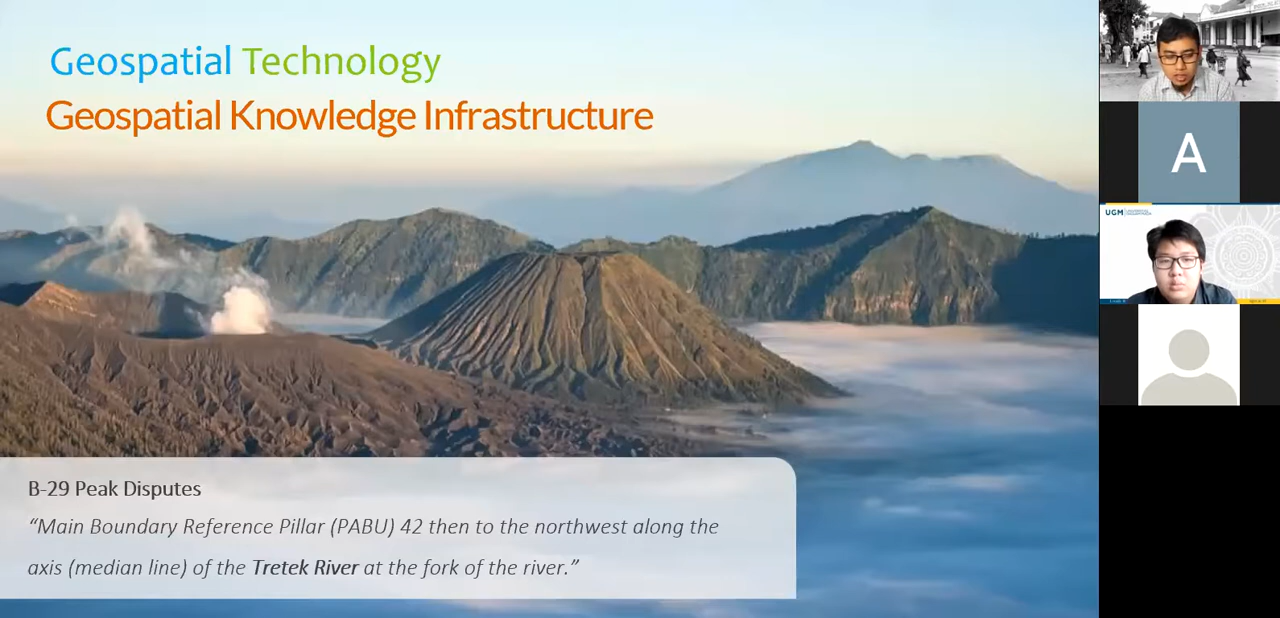 Geospatial Technology
Geospatial Knowledge Infrastructure
B-29 Peak Disputes
“Main Boundary Reference Pillar (PABU) 42 then to the northwest along the
axis (median line) of the Tretek River at the fork of the river.”
A
UGM